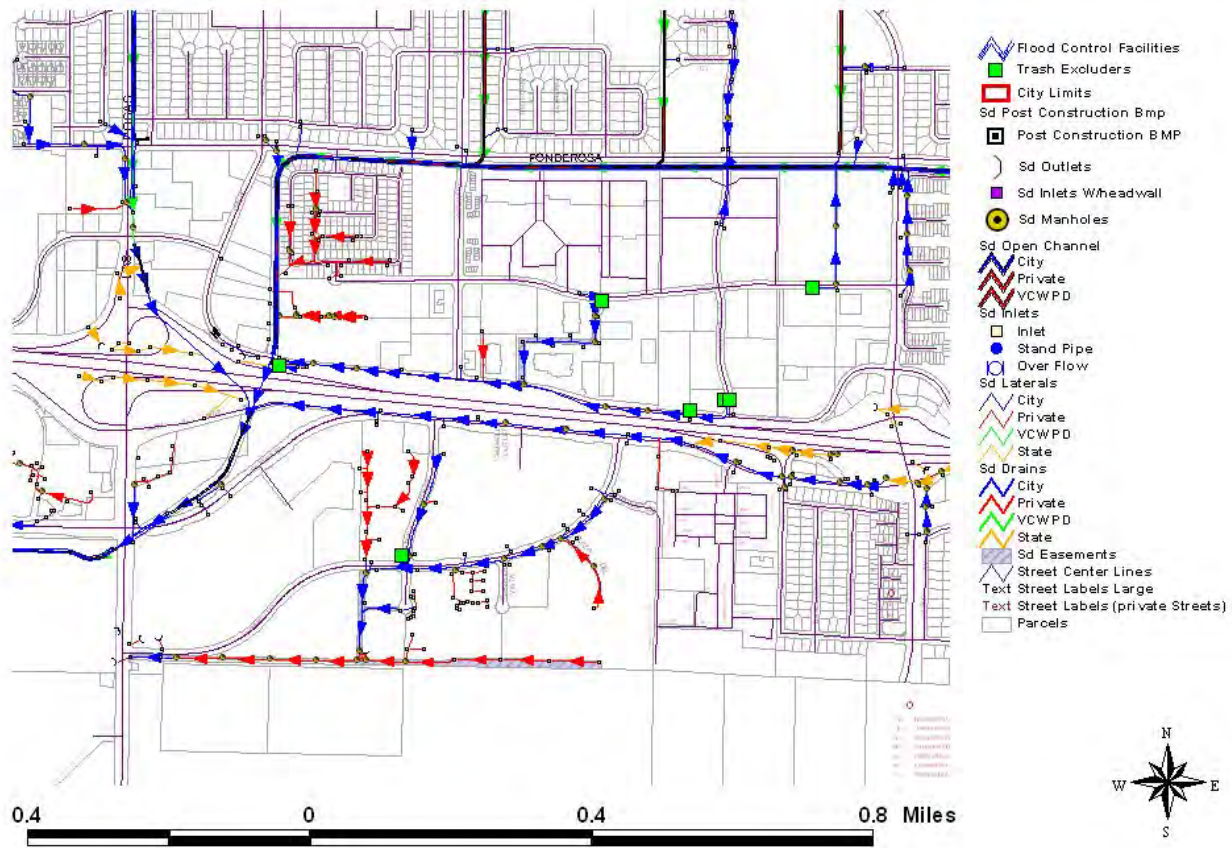 Flood Control Facilities
Trash Excluders
City Limits
Sd Post Construction Bmp
Post Construction BMP
Sd Outlets
Sd Inlets W/headwall
Sd Manholes
Sd Open Channel
City
Private
VCWPD
Sd Inlets
Inlet
Stand Pipe
Over Flow
Sd Laterals
City
Private
VCWPD
State
Sd Drains
City
Private
VCWPD
State
Sd Easements
Street Center Lines
Text Street Labels Large
Text Street Labels (private Streets)
Parcels
PONDEROSA
N
W E
S
0.4 0 0.4 0.8 Miles